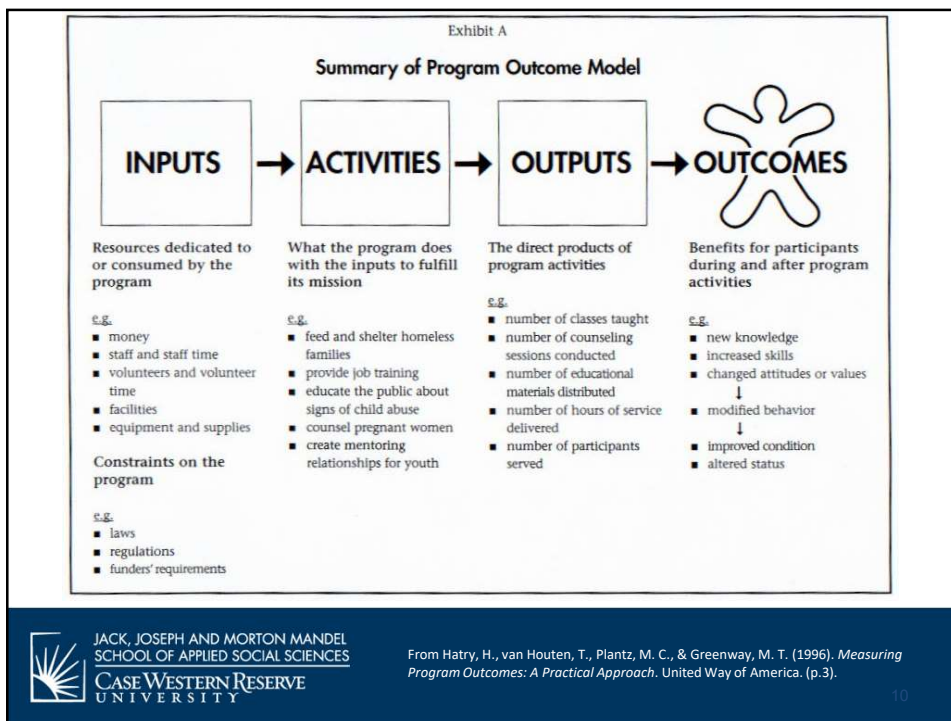 Exhibit A
Summary of Program Outcome Model
INPUTS
ACTIVITIES
OUTPUTS
OUTCOMES
Resources dedicated to
or consumed by the
program
e.g.
■ money
■ staff and staff time
■ volunteers and volunteer
time
■ facilities
■ equipment and supplies
Constraints on the
program
e.g.
■ laws
■ regulations
■ funders' requirements
What the program does
with the inputs to fulfill
its mission
e.g.
■ feed and shelter homeless
families
■ provide job training
■ educate the public about
signs of child abuse
■ counsel pregnant women
■ create mentoring
relationships for youth
The direct products of
program activities
e.g.
■ number of classes taught
■ number of counseling
sessions conducted
■ number of educational
materials distributed
■ number of hours of service
delivered
■ number of participants
served
Benefits for participants
during and after program
activities
e.g.
■ new knowledge
■ increased skills
■ changed attitudes or values
■ modified behavior
■ improved condition
■ altered status
JACK, JOSEPH AND MORTON MANDEL
SCHOOL OF APPLIED SOCIAL SCIENCES
CASE WESTERN RESERVE
UNIVERSITY
From Hatry, H., van Houten, T., Plantz, M. C., & Greenway, M. T. (1996). Measuring
Program Outcomes: A Practical Approach. United Way of America. (p.3).
10